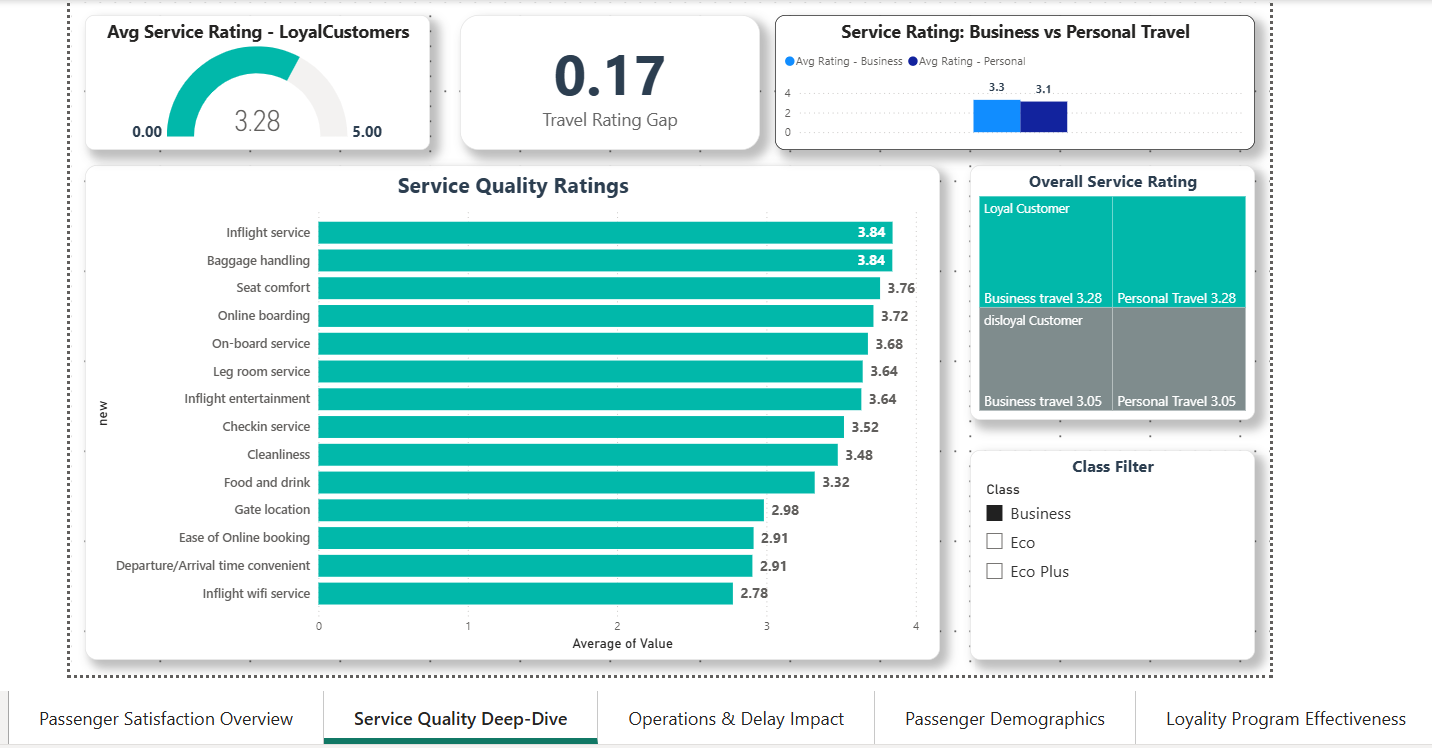 Avg Service Rating - LoyalCustomers
3.28
0.00
5.00
0.17
Travel Rating Gap
Service Rating: Business vs Personal Travel
Avg Rating - Business Avg Rating - Personal
4
2
0
3.3
3.1
Service Quality Ratings
new
Inflight service 3.84
Baggage handling 3.84
Seat comfort 3.76
Online boarding 3.72
On-board service 3.68
Leg room service 3.64
Inflight entertainment 3.64
Checkin service 3.52
Cleanliness 3.48
Food and drink 3.32
Gate location 2.98
Ease of Online booking 2.91
Departure/Arrival time convenient 2.91
Inflight wifi service 2.78
0 1 2 3 4
Average of Value
Overall Service Rating
Loyal Customer
Business travel 3.28 Personal Travel 3.28
disloyal Customer
Business travel 3.05 Personal Travel 3.05
Class Filter
Class
Business
Eco
Eco Plus
Passenger Satisfaction Overview Service Quality Deep-Dive Operations & Delay Impact Passenger Demographics Loyality Program Effectiveness